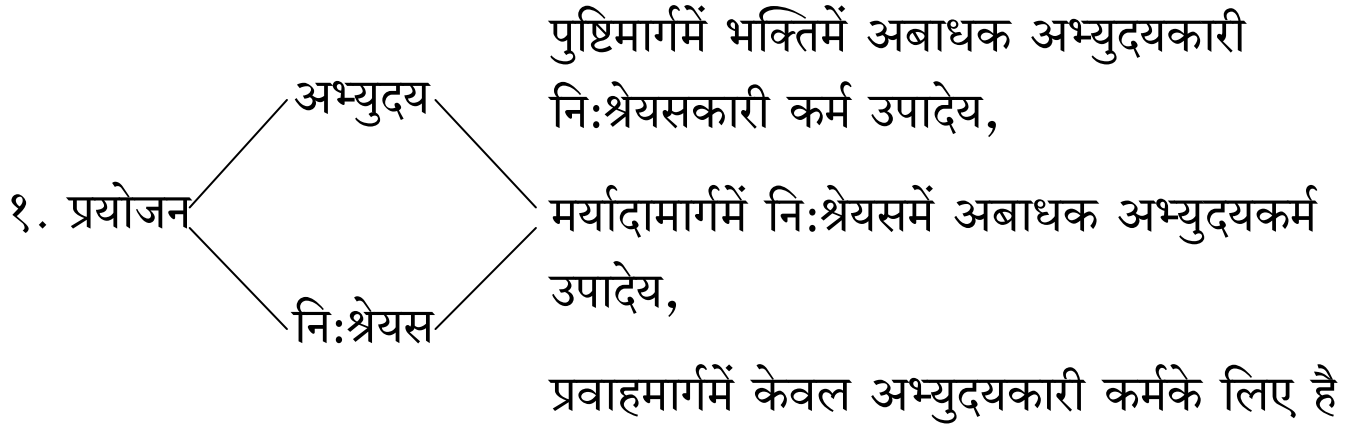 पुष्टिमार्गमें भक्तिमें अबाधक अभ्युदयकारी
अभ्युदय
नि:श्रेयसकारी कर्म उपादेय,
१. प्रयोजन
मर्यादामार्गमें नि:श्रेयसमें अबाधक अभ्युदयकर्म
उपादेय,
नि:श्रेयस
प्रवाहमार्गमें केवल अभ्युदयकारी कर्मके लिए है